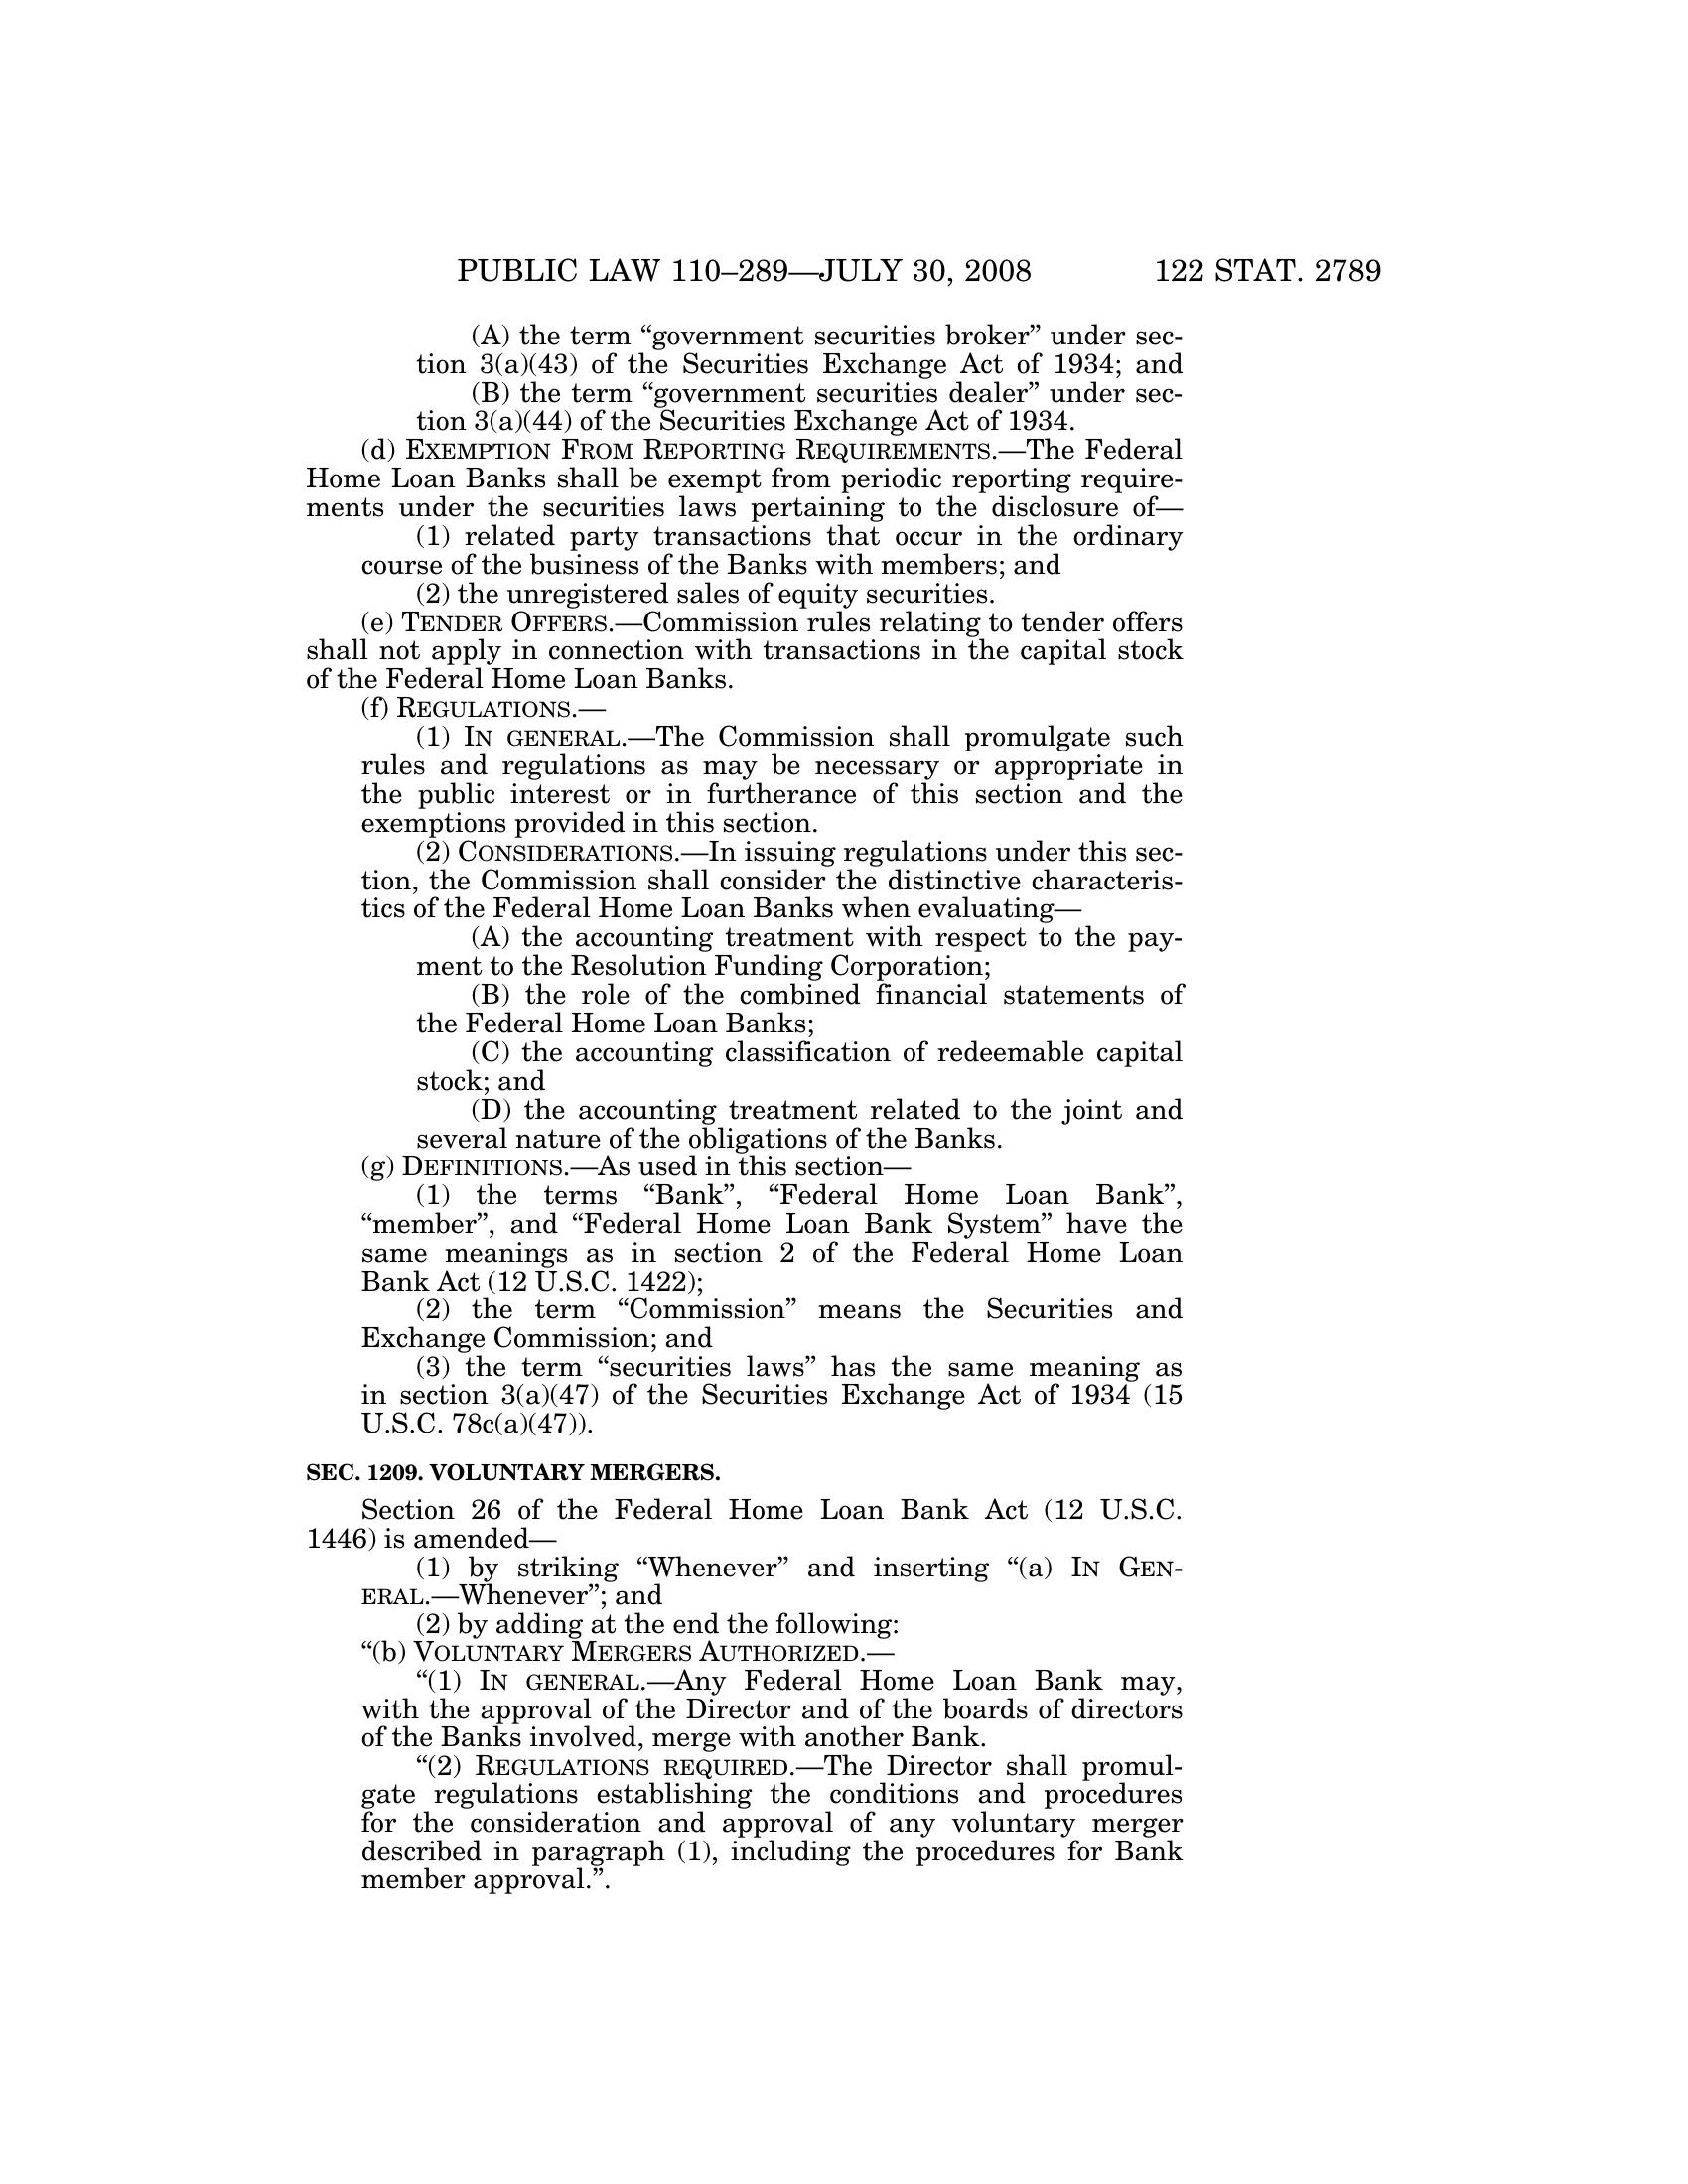 PUBLIC LAW 110–289—JULY 30, 2008 122 STAT. 2789
(A) the term “government securities broker” under sec-
tion 3(a)(43) of the Securities Exchange Act of 1934; and
(B) the term “government securities dealer” under sec-
tion 3(a)(44) of the Securities Exchange Act of 1934.
(d) EXEMPTION FROM REPORTING REQUIREMENTS.—The Federal
Home Loan Banks shall be exempt from periodic reporting require-
ments under the securities laws pertaining to the disclosure of—
(1) related party transactions that occur in the ordinary
course of the business of the Banks with members; and
(2) the unregistered sales of equity securities.
(e) TENDER OFFERS.—Commission rules relating to tender offers
shall not apply in connection with transactions in the capital stock
of the Federal Home Loan Banks.
(f) REGULATIONS.—
(1) IN GENERAL.—The Commission shall promulgate such
rules and regulations as may be necessary or appropriate in
the public interest or in furtherance of this section and the
exemptions provided in this section.
(2) CONSIDERATIONS.—In issuing regulations under this sec-
tion, the Commission shall consider the distinctive characteris-
tics of the Federal Home Loan Banks when evaluating—
(A) the accounting treatment with respect to the pay-
ment to the Resolution Funding Corporation;
(B) the role of the combined financial statements of
the Federal Home Loan Banks;
(C) the accounting classification of redeemable capital
stock; and
(D) the accounting treatment related to the joint and
several nature of the obligations of the Banks.
(g) DEFINITIONS.—As used in this section—
(1) the terms “Bank”, “Federal Home Loan Bank”,
“member”, and “Federal Home Loan Bank System” have the
same meanings as in section 2 of the Federal Home Loan
Bank Act (12 U.S.C. 1422);
(2) the term “Commission” means the Securities and
Exchange Commission; and
(3) the term “securities laws” has the same meaning as
in section 3(a)(47) of the Securities Exchange Act of 1934 (15
U.S.C. 78c(a)(47)).
SEC. 1209. VOLUNTARY MERGERS.
Section 26 of the Federal Home Loan Bank Act (12 U.S.C.
1446) is amended—
(1) by striking “Whenever” and inserting “(a) IN GEN-
ERAL.—Whenever”; and
(2) by adding at the end the following:
“(b) VOLUNTARY MERGERS AUTHORIZED.—
“(1) IN GENERAL.—Any Federal Home Loan Bank may,
with the approval of the Director and of the boards of directors
of the Banks involved, merge with another Bank.
“(2) REGULATIONS REQUIRED.—The Director shall promul-
gate regulations establishing the conditions and procedures
for the consideration and approval of any voluntary merger
described in paragraph (1), including the procedures for Bank
member approval.”.